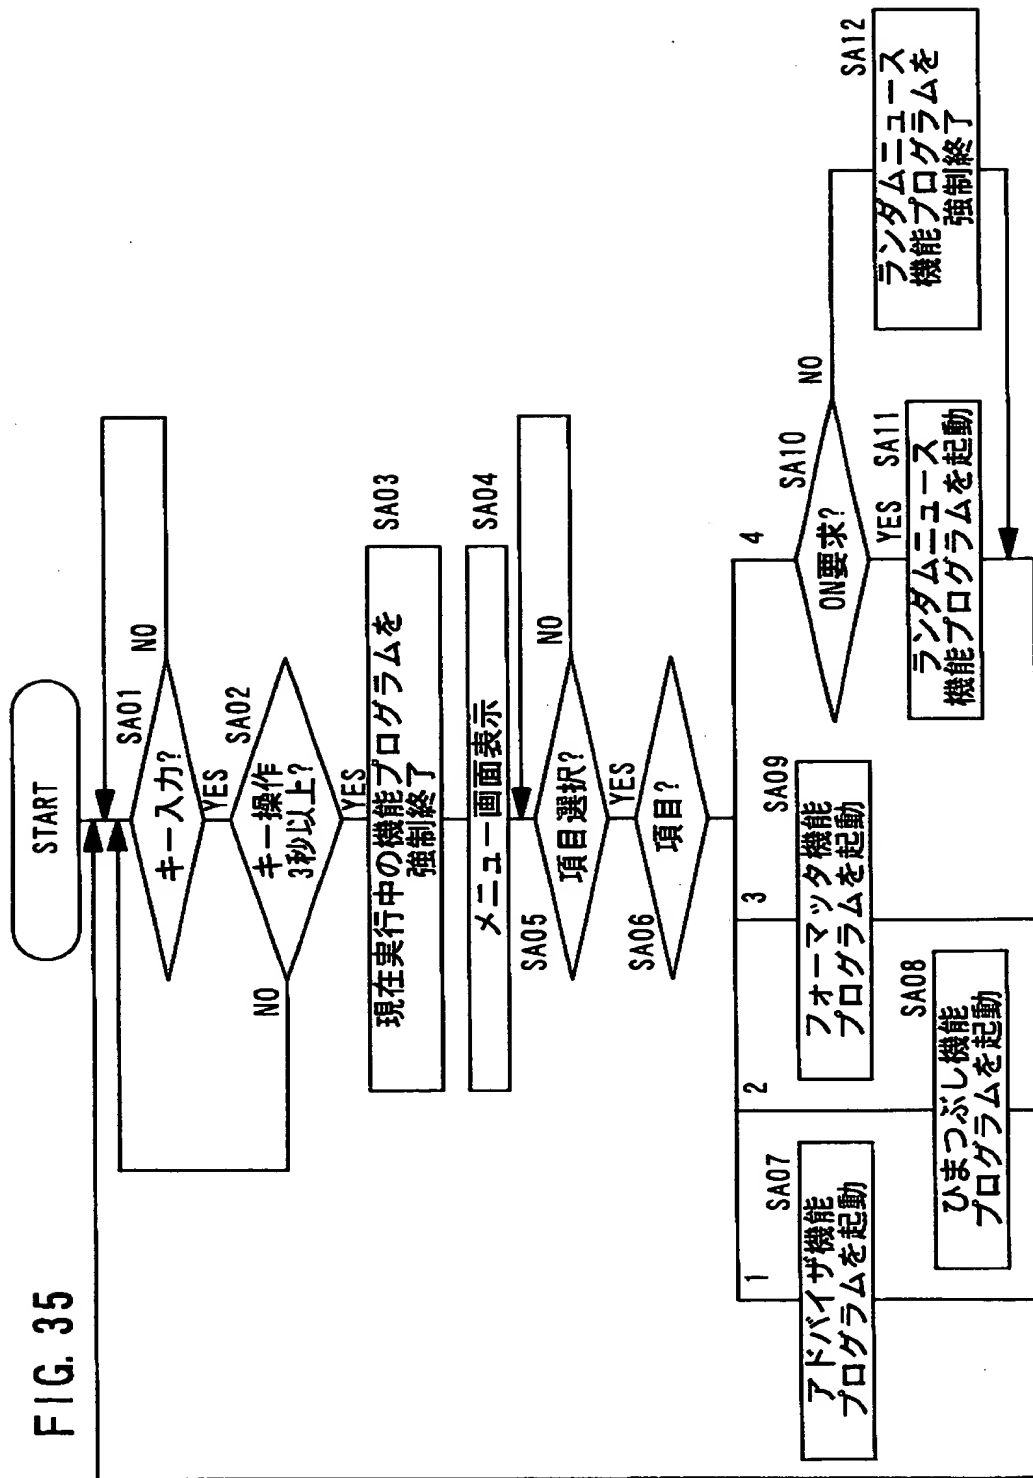 FIG. 35
START
SA01
キー入力?
NO
YES
SA02
キー操作
3秒以上?
NO
YES
SA03
現在実行中の機能プログラムを
強制終了
SA04
メニュー画面表示
SA05
項目選択?
NO
YES
SA06
項目?
1
2
3
4
SA07
アドバイザ機能
プログラムを起動
SA08
ひまつぶし機能
プログラムを起動
SA09
フォーマッタ機能
プログラムを起動
SA10
ON要求?
NO
YES
SA11
ランダムニュース
機能プログラムを起動
SA12
ランダムニュース
機能プログラムを
強制終了